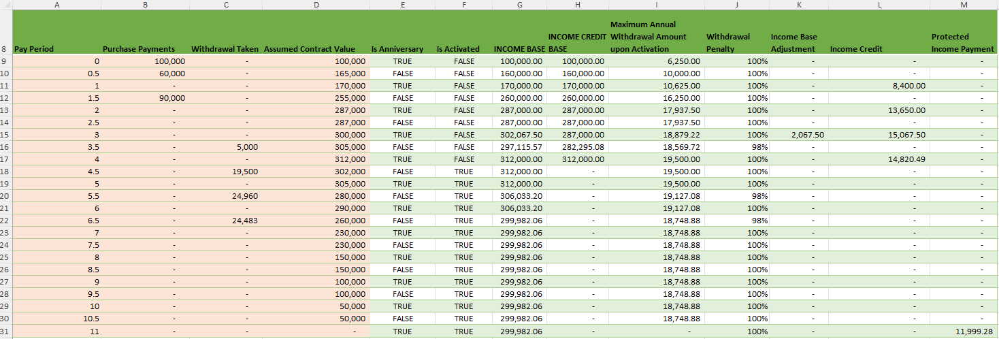 A B C D E F G H I J K L M
Maximum Annual
INCOME CREDIT Withdrawal Amount Withdrawal Income Base Protected
8 Pay Period Purchase Payments Withdrawal Taken Assumed Contract Value Is Anniversary Is Activated INCOME BASE BASE upon Activation Penalty Adjustment Income Credit Income Payment
9 0 100,000 - 100,000 TRUE FALSE 100,000.00 100,000.00 6,250.00 100% - - -
10 0.5 60,000 - 165,000 FALSE FALSE 160,000.00 160,000.00 10,000.00 100% - - -
11 1 - - 170,000 TRUE FALSE 170,000.00 170,000.00 10,625.00 100% - 8,400.00 -
12 1.5 90,000 - 255,000 FALSE FALSE 260,000.00 260,000.00 16,250.00 100% - - -
13 2 - - 287,000 TRUE FALSE 287,000.00 287,000.00 17,937.50 100% - 13,650.00 -
14 2.5 - - 287,000 FALSE FALSE 287,000.00 287,000.00 17,937.50 100% - - -
15 3 - - 300,000 TRUE FALSE 302,067.50 287,000.00 18,879.22 100% 2,067.50 15,067.50 -
16 3.5 - 5,000 305,000 FALSE FALSE 297,115.57 282,295.08 18,569.72 98% - - -
17 4 - - 312,000 TRUE FALSE 312,000.00 312,000.00 19,500.00 100% - 14,820.49 -
18 4.5 - 19,500 302,000 FALSE TRUE 312,000.00 - 19,500.00 100% - - -
19 5 - - 305,000 TRUE TRUE 312,000.00 - 19,500.00 100% - - -
20 5.5 - 24,960 280,000 FALSE TRUE 306,033.20 - 19,127.08 98% - - -
21 6 - - 290,000 TRUE TRUE 306,033.20 - 19,127.08 100% - - -
22 6.5 - 24,483 260,000 FALSE TRUE 299,982.06 - 18,748.88 98% - - -
23 7 - - 230,000 TRUE TRUE 299,982.06 - 18,748.88 100% - - -
24 7.5 - - 230,000 FALSE TRUE 299,982.06 - 18,748.88 100% - - -
25 8 - - 150,000 TRUE TRUE 299,982.06 - 18,748.88 100% - - -
26 8.5 - - 150,000 FALSE TRUE 299,982.06 - 18,748.88 100% - - -
27 9 - - 100,000 TRUE TRUE 299,982.06 - 18,748.88 100% - - -
28 9.5 - - 100,000 FALSE TRUE 299,982.06 - 18,748.88 100% - - -
29 10 - - 50,000 TRUE TRUE 299,982.06 - 18,748.88 100% - - -
30 10.5 - - 50,000 FALSE TRUE 299,982.06 - 18,748.88 100% - - -
31 11 - - - TRUE TRUE 299,982.06 - - 100% - - 11,999.28